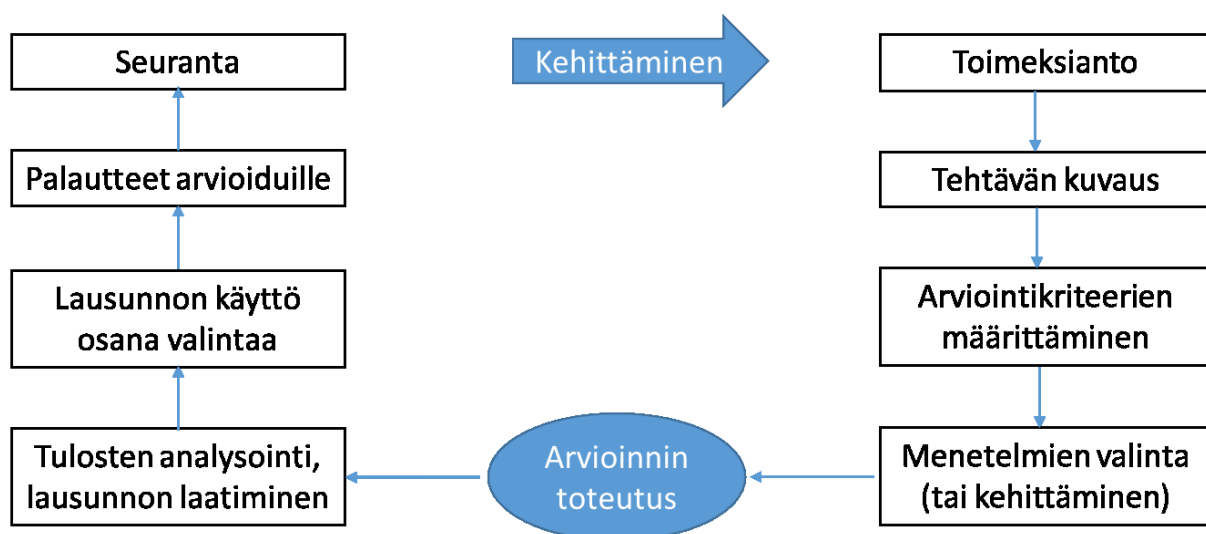 Seuranta
Kehittäminen
Toimeksianto
Palautteet arvioiduille
Tehtävän kuvaus
Lausunnon käyttö
osana valintaa
Arviointikriteerien
määrittäminen
Tulosten analysointi,
lausunnon laatiminen
Arvioinnin
toteutus
Menetelmien valinta
(tai kehittäminen)